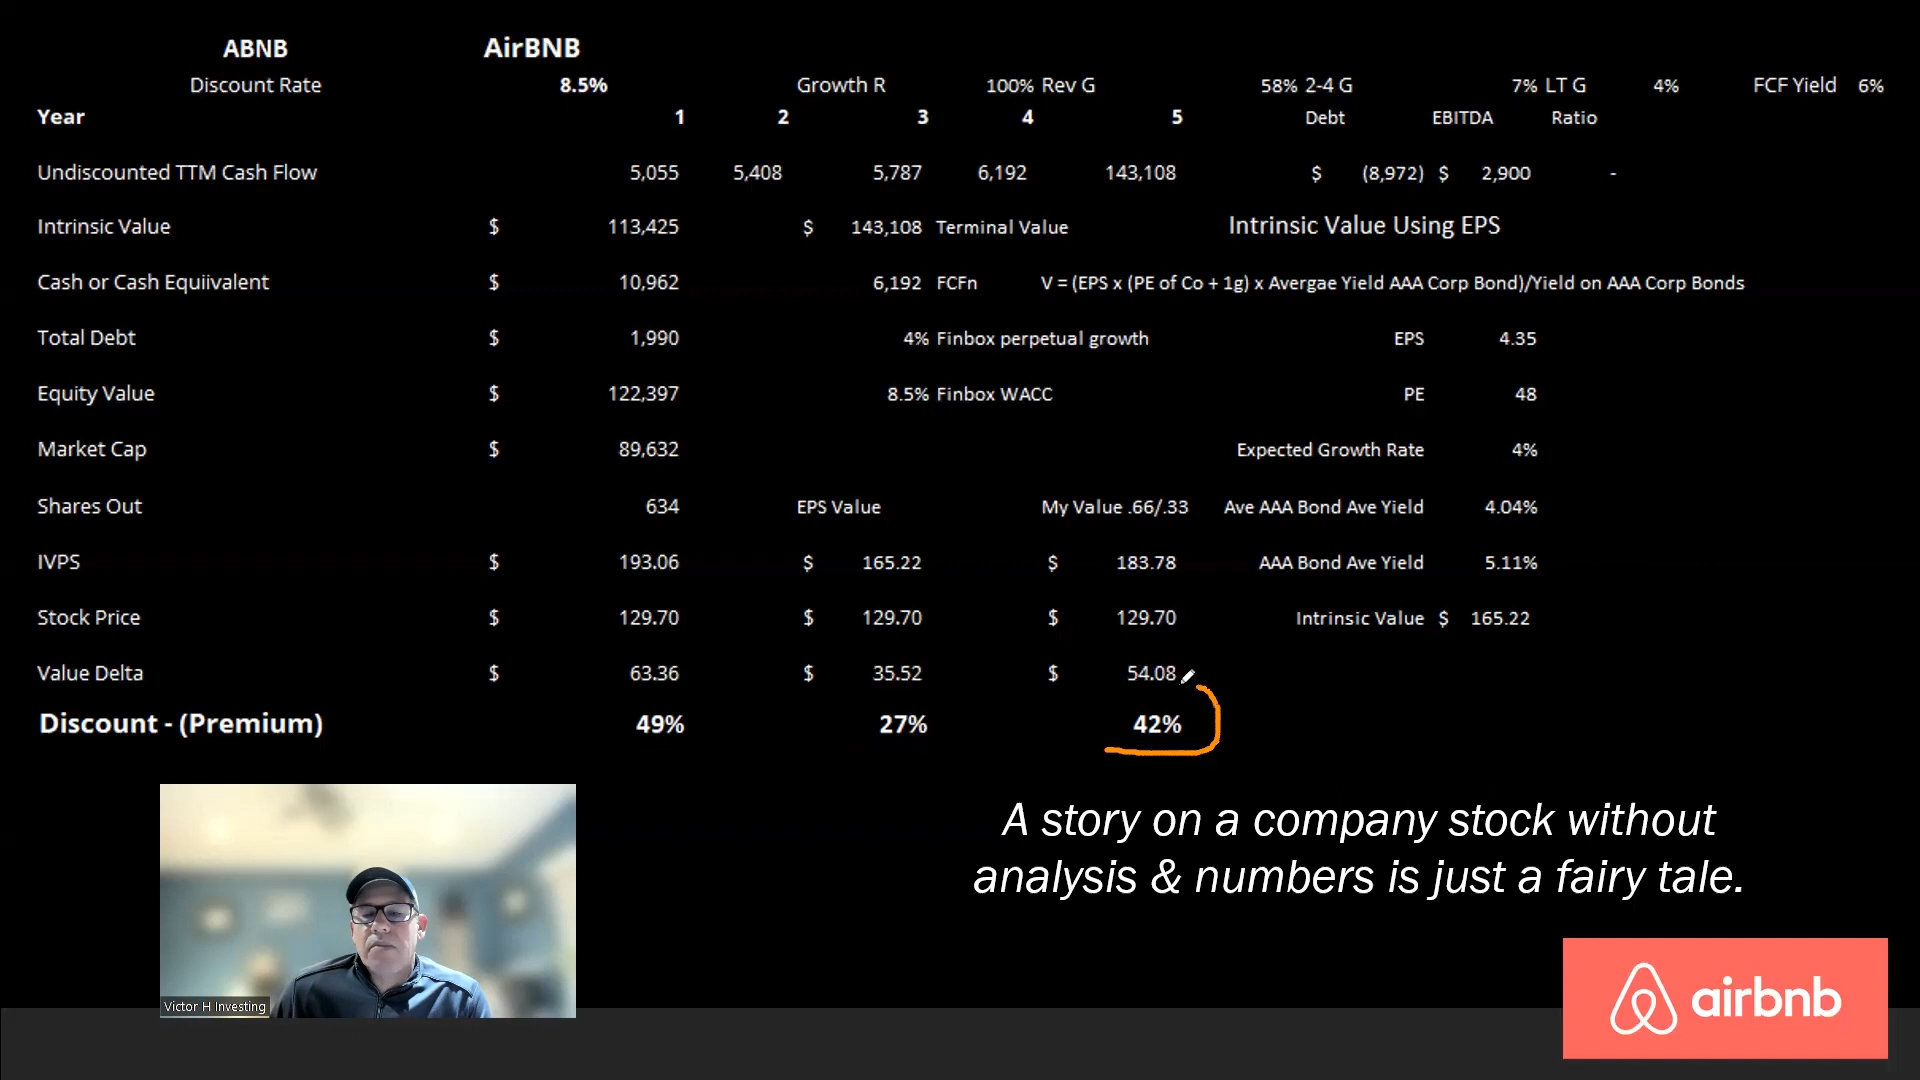 ABNB AirBNB
Discount Rate 8.5% Growth R 100% Rev G 58% 2-4 G 7% LT G 4% FCF Yield 6%
Year 1 2 3 4 5 Debt EBITDA Ratio
Undiscounted TTM Cash Flow 5,055 5,408 5,787 6,192 143,108 $ (8,972) $ 2,900 -
Intrinsic Value $ 113,425 $ 143,108 Terminal Value Intrinsic Value Using EPS
Cash or Cash Equiivalent $ 10,962 6,192 FCFn V = (EPS x (PE of Co + 1g) x Avergae Yield AAA Corp Bond)/Yield on AAA Corp Bonds
Total Debt $ 1,990 4% Finbox perpetual growth EPS 4.35
Equity Value $ 122,397 8.5% Finbox WACC PE 48
Market Cap $ 89,632 Expected Growth Rate 4%
Shares Out 634 EPS Value My Value .66/.33 Ave AAA Bond Ave Yield 4.04%
IVPS $ 193.06 $ 165.22 $ 183.78 AAA Bond Ave Yield 5.11%
Stock Price $ 129.70 $ 129.70 $ 129.70 Intrinsic Value $ 165.22
Value Delta $ 63.36 $ 35.52 $ 54.08
Discount - (Premium) 49% 27% 42%
A story on a company stock without
analysis & numbers is just a fairy tale.
Victor H Investing
airbnb